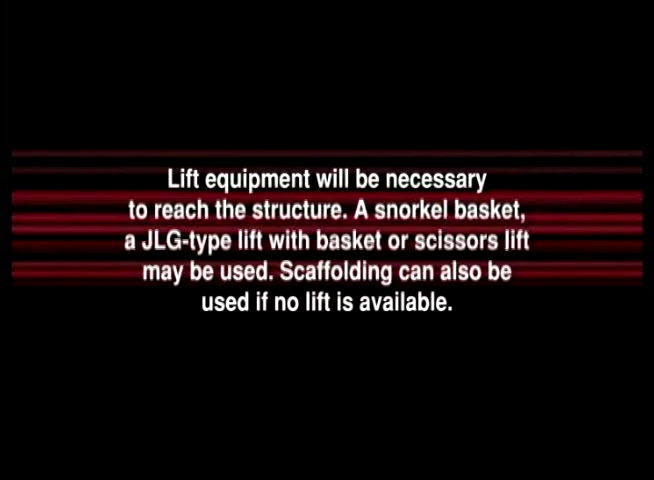 Lift equipment will be necessary
to reach the structure. A snorkel basket,
a JLG-type lift with basket or scissors lift
may be used. Scaffolding can also be
used if no lift is available.